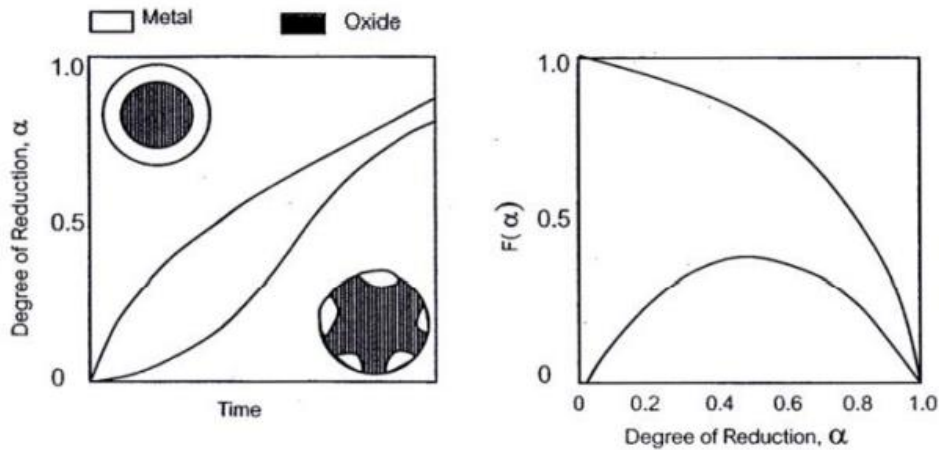 Metal Oxide
1.0
0.5
0
Degree of Reduction, α
Time
1.0
0.5
0
F(α)
0 0.2 0.4 0.6 0.8 1.0
Degree of Reduction, α